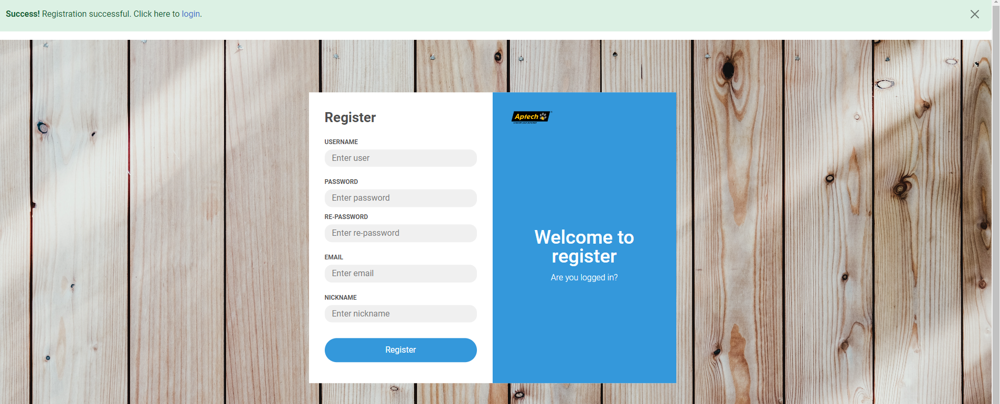 Success! Registration successful. Click here to login.
Register
USERNAME
Enter user
PASSWORD
Enter password
RE-PASSWORD
Enter re-password
EMAIL
Enter email
NICKNAME
Enter nickname
Register
Aptech
Welcome to
register
Are you logged in?